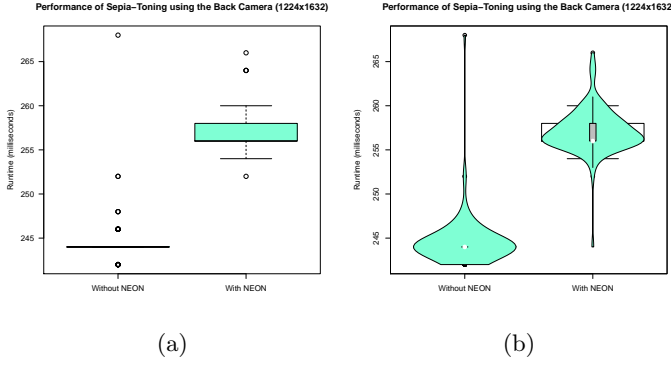 Performance of Sepia−Toning using the Back Camera (1224x1632)
Runtime (milliseconds)
265
260
255
250
245
Without NEON
With NEON
(a)
Performance of Sepia−Toning using the Back Camera (1224x1632
Runtime (milliseconds)
265
260
255
250
245
Without NEON
With NEON
(b)